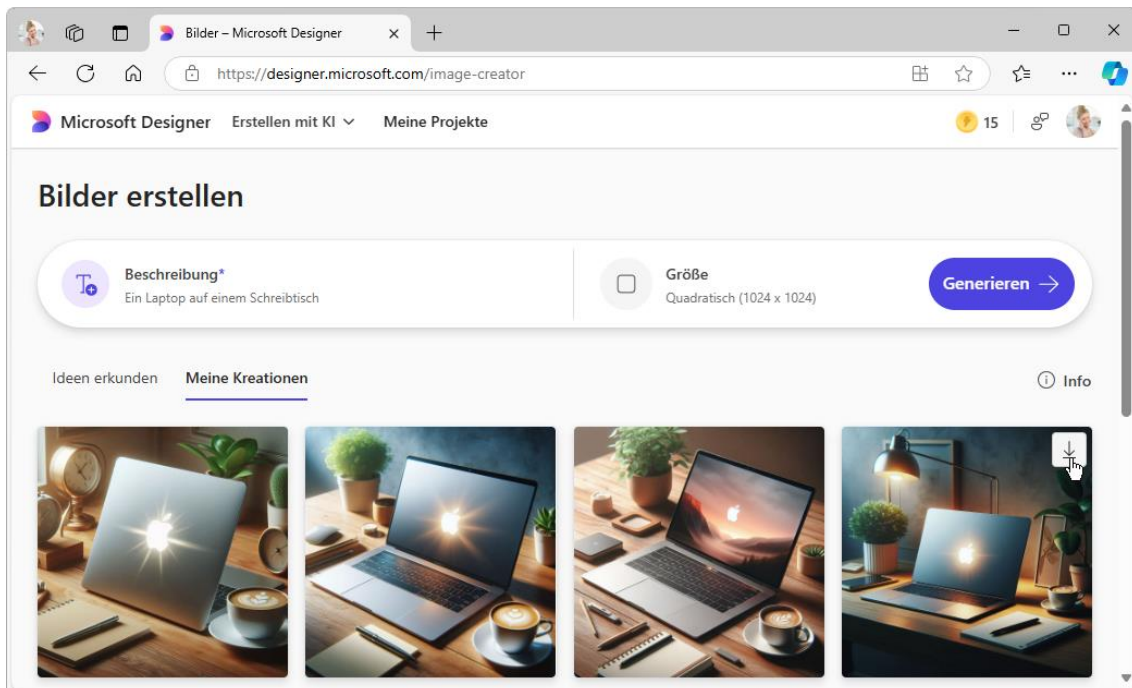 Bilder – Microsoft Designer
https://designer.microsoft.com/image-creator
Microsoft Designer Erstellen mit KI Meine Projekte 15
Bilder erstellen
Beschreibung*
Ein Laptop auf einem Schreibtisch
Größe
Quadratisch (1024 x 1024)
Generieren
Ideen erkunden Meine Kreationen Info